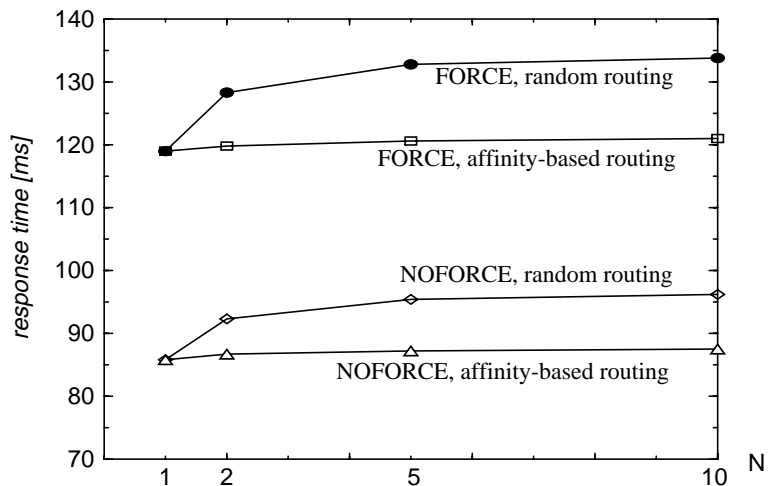 140
130
FORCE, random routing
120
FORCE, affinity-based routing
110
response time [ms]
100
NOFORCE, random routing
90
80
NOFORCE, affinity-based routing
70
1 2 5 10 N